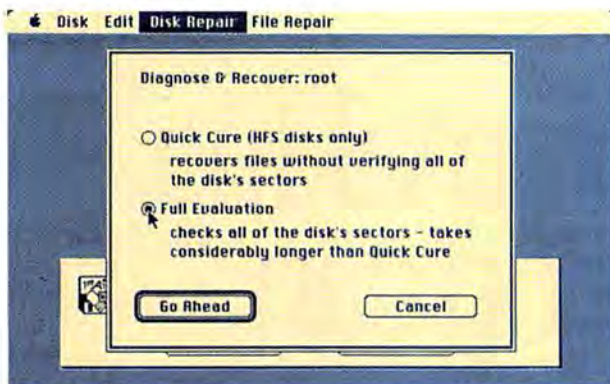 Disk Edit Disk Repair File Repair
Diagnose & Recover: root
Quick Cure (HFS disks only)
recovers files without verifying all of
the disk's sectors
Full Evaluation
checks all of the disk's sectors – takes
considerably longer than Quick Cure
Go Ahead Cancel